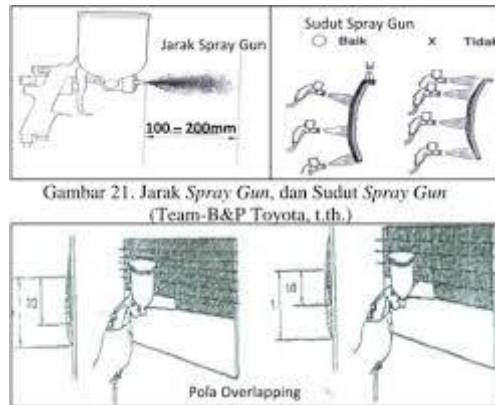 Jarak Spray Gun
100 – 200mm
Sudut Spray Gun
Baik
X Tidak
Gambar 21. Jarak Spray Gun, dan Sudut Spray Gun
(Team-B&P Toyota, t.th.)
Pola Overlapping